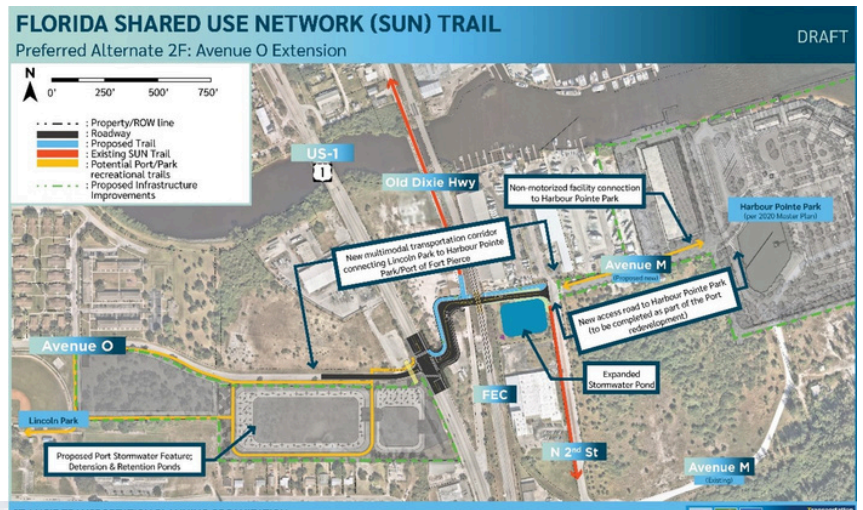 FLORIDA SHARED USE NETWORK (SUN) TRAIL
Preferred Alternate 2F: Avenue O Extension
DRAFT
N
0' 250' 500' 750'
: Property/ROW line
: Roadway
: Proposed Trail
: Existing SUN Trail
: Potential Port/Park
recreational trails
: Proposed Infrastructure
Improvements
US-1
1
Old Dixie Hwy
Non-motorized facility connection
to Harbour Pointe Park
Harbour Pointe Park
(per 2020 Master Plan)
New multimodal transportation corridor
connecting Lincoln Park to Harbour Pointe
Park/Port of Fort Pierce
Avenue M
(Proposed new)
New access road to Harbour Pointe Park
(to be completed as part of the Port
redevelopment)
Avenue O
Expanded
Stormwater Pond
FEC
Lincoln Park
Proposed Port Stormwater Feature;
Detension & Retention Ponds
N 2nd St
Avenue M
(Existing)